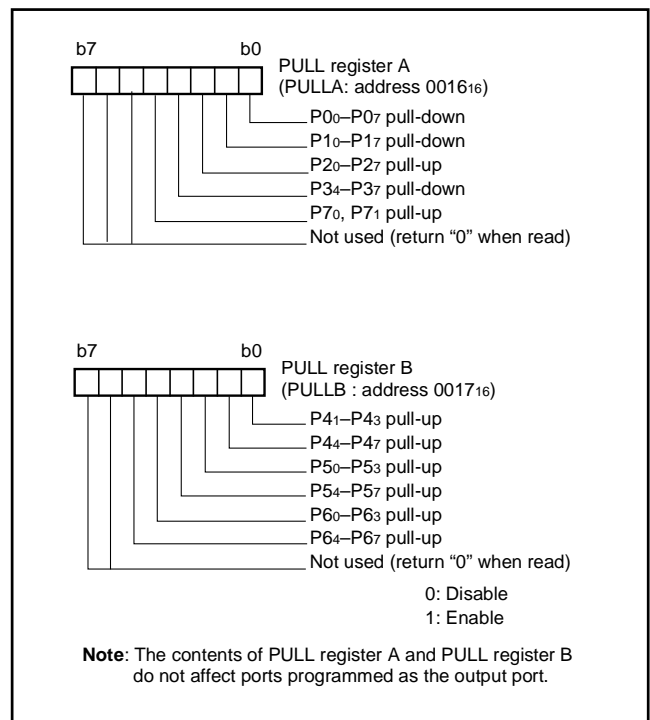 b7 b0
PULL register A
(PULLA: address 0016₁₆)
P0₀–P0₇ pull-down
P1₀–P1₇ pull-down
P2₀–P2₇ pull-up
P3₄–P3₇ pull-down
P7₀, P7₁ pull-up
Not used (return “0” when read)
b7 b0
PULL register B
(PULLB : address 0017₁₆)
P4₁–P4₃ pull-up
P4₄–P4₇ pull-up
P5₀–P5₃ pull-up
P5₄–P5₇ pull-up
P6₀–P6₃ pull-up
P6₄–P6₇ pull-up
Not used (return “0” when read)
0: Disable
1: Enable
Note: The contents of PULL register A and PULL register B
do not affect ports programmed as the output port.